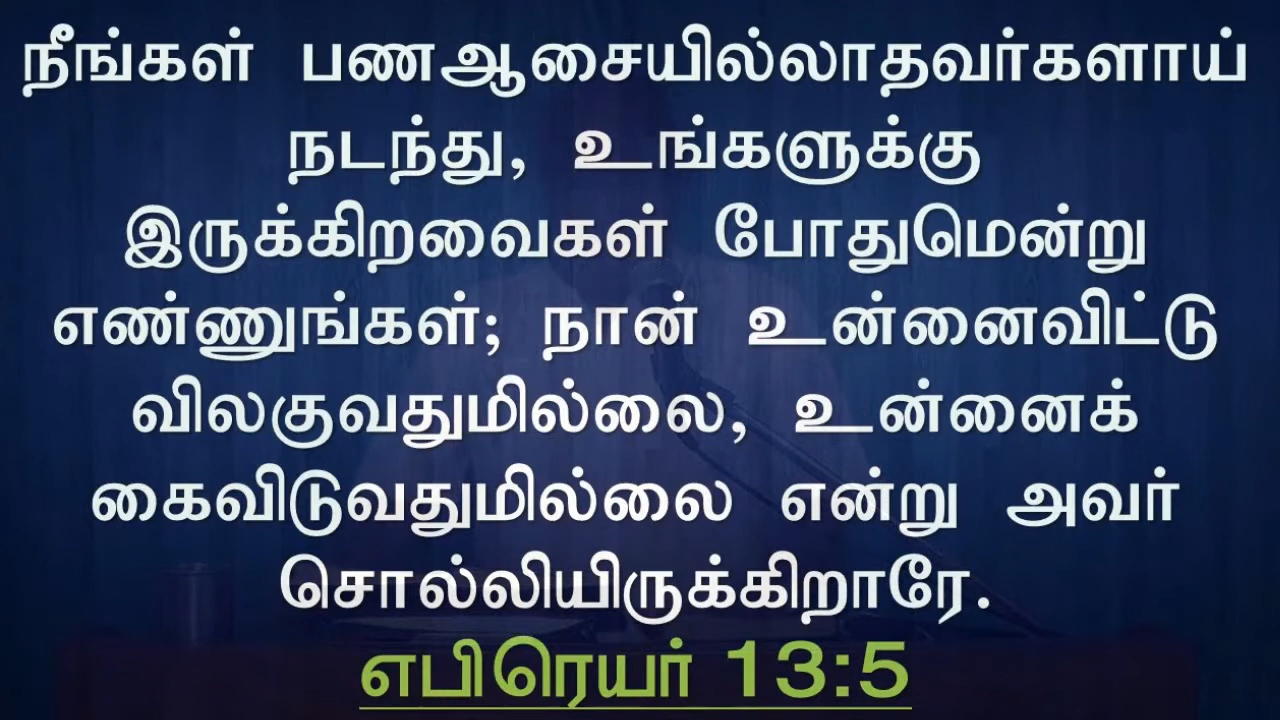 நீங்கள் பணஆசையில்லாதவர்களாய்
நடந்து, உங்களுக்கு
இருக்கிறவைகள் போதுமென்று
எண்ணுங்கள்; நான் உன்னைவிட்டு
விலகுவதுமில்லை, உன்னைக்
கைவிடுவதுமில்லை என்று அவர்
சொல்லியிருக்கிறாரே.
எபிரெயர் 13:5